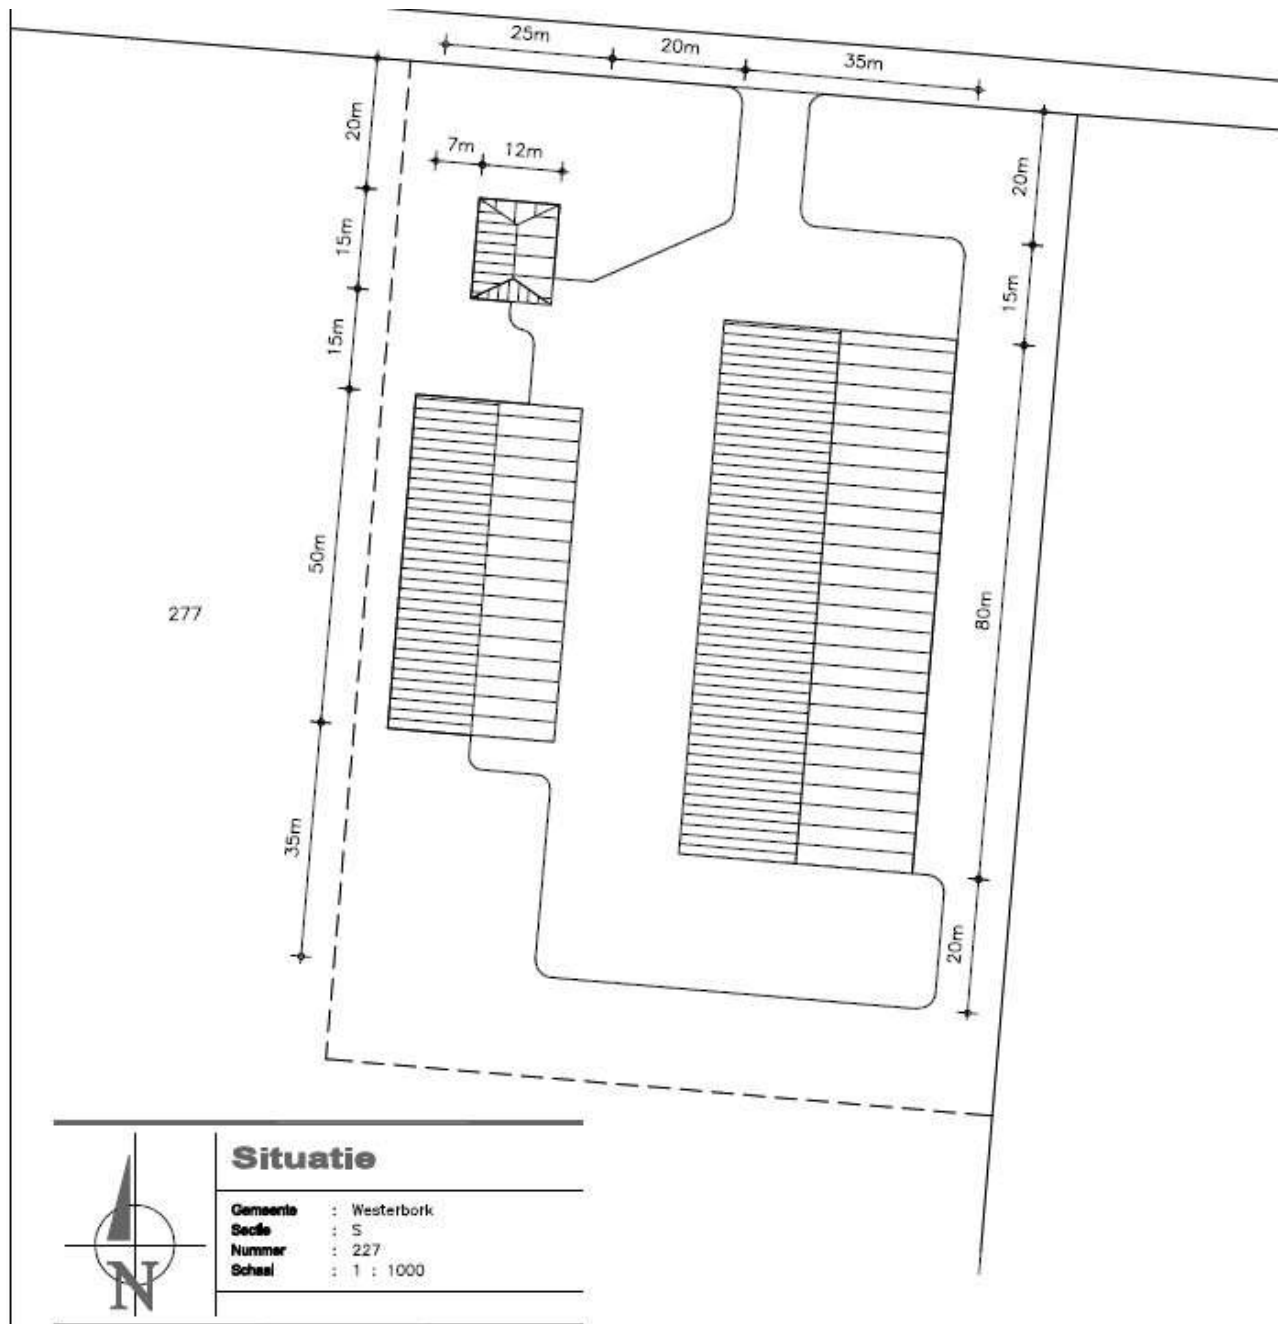 25m
20m
35m
20m
7m
12m
20m
15m
15m
15m
50m
277
80m
35m
20m
Situatie
Gemeente : Westerbork
Sectie : S
Nummer : 227
Schaal : 1 : 1000
N